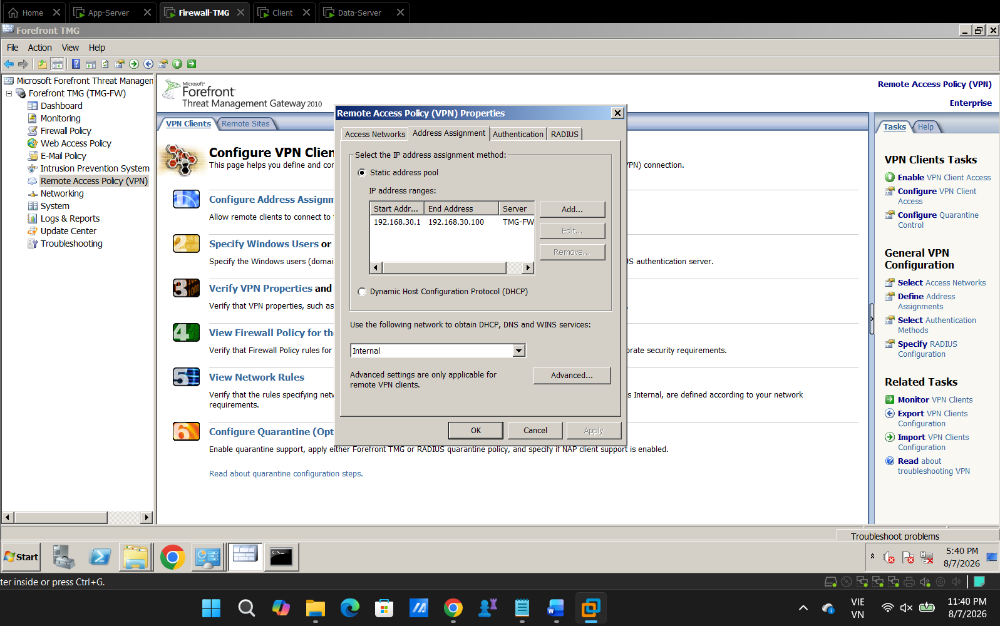 Home
App-Server
Firewall-TMG
Client
Data-Server
Forefront TMG
File Action View Help
Microsoft Forefront Threat Managen
Forefront TMG (TMG-FW)
Dashboard
Monitoring
Firewall Policy
Web Access Policy
E-Mail Policy
Intrusion Prevention System
Remote Access Policy (VPN)
Networking
System
Logs & Reports
Update Center
Troubleshooting
Microsoft
Forefront
Threat Management Gateway 2010
Remote Access Policy (VPN)
Enterprise
VPN Clients
Remote Sites
Configure VPN Clien
This page helps you define and con
PN) connection.
1
Configure Address Assignm
Allow remote clients to connect to
2
Specify Windows Users or
Specify the Windows users (domai
S authentication server.
3
Verify VPN Properties and
Verify that VPN properties, such as
4
View Firewall Policy for th
Verify that Firewall Policy rules for
orate security requirements.
5
View Network Rules
Verify that the rules specifying netv
s Internal, are defined according to your network
requirements.
6
Configure Quarantine (Opt
Enable quarantine support, apply either Forefront TMG or RADIUS quarantine policy, and specify if NAP client support is enabled.
Read about quarantine configuration steps.
Remote Access Policy (VPN) Properties
Access Networks
Address Assignment
Authentication
RADIUS
Select the IP address assignment method:
Static address pool
IP address ranges:
Start Addr... End Address Server
192.168.30.1 192.168.30.100 TMG-FW
Add...
Edit...
Remove...
Dynamic Host Configuration Protocol (DHCP)
Use the following network to obtain DHCP, DNS and WINS services:
Internal
Advanced settings are only applicable for
remote VPN clients.
Advanced...
OK
Cancel
Apply
Tasks
Help
VPN Clients Tasks
Enable VPN Client Access
Configure VPN Client
Access
Configure Quarantine
Control
General VPN
Configuration
Select Access Networks
Define Address
Assignments
Select Authentication
Methods
Specify RADIUS
Configuration
Related Tasks
Monitor VPN Clients
Export VPN Clients
Configuration
Import VPN Clients
Configuration
Read about
troubleshooting VPN
Troubleshoot problems
Start
5:40 PM
8/7/2026
ter inside or press Ctrl+G.
VIE
VN
11:40 PM
8/7/2026